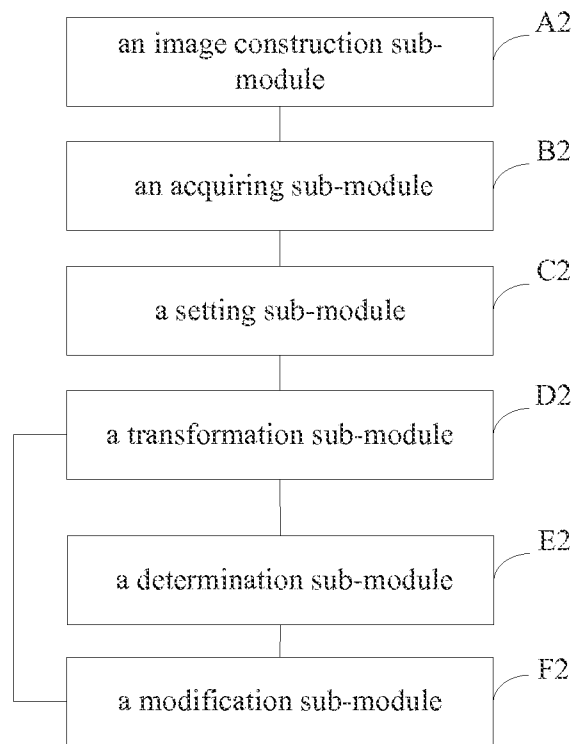 A2
an image construction sub-
module
B2
an acquiring sub-module
C2
a setting sub-module
D2
a transformation sub-module
E2
a determination sub-module
F2
a modification sub-module